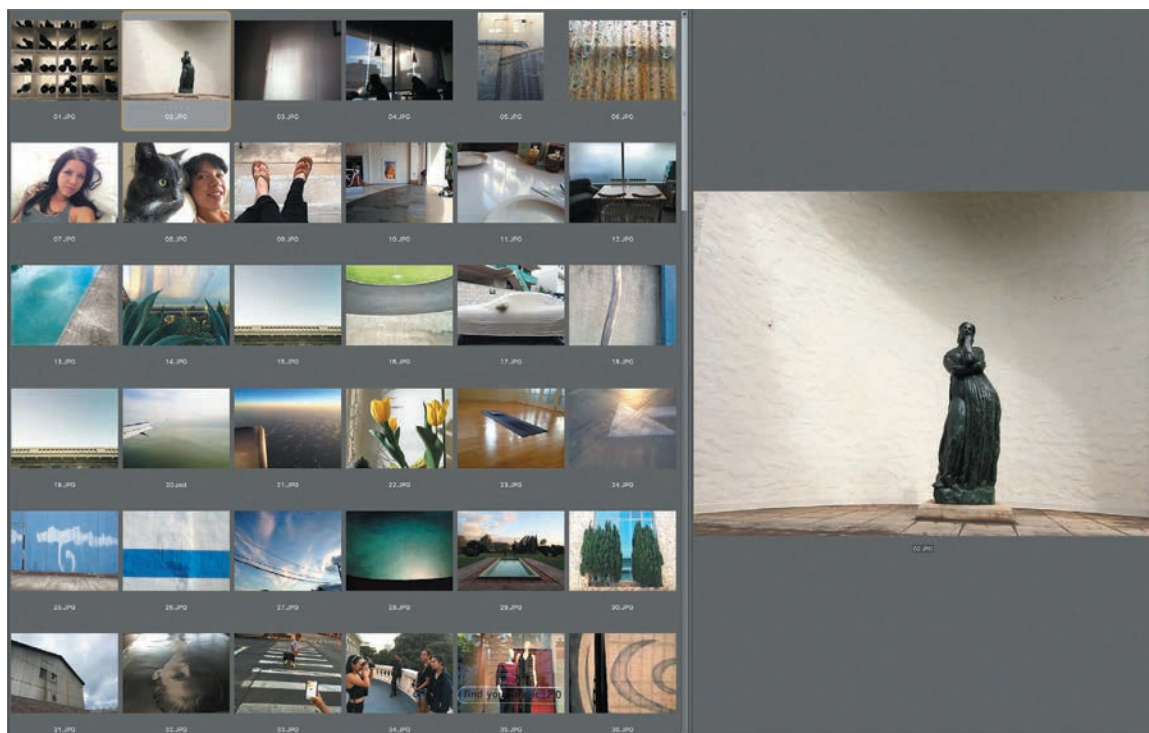 01.JPG 02.JPG 03.JPG 04.JPG 05.JPG 06.JPG
07.JPG 08.JPG 09.JPG 10.JPG 11.JPG 12.JPG
13.JPG 14.JPG 15.JPG 16.JPG 17.JPG 18.JPG
02.JPG
19.JPG 20.psd 21.JPG 22.JPG 23.JPG 24.JPG
25.JPG 26.JPG 27.JPG 28.JPG 29.JPG 30.JPG
find you
31.JPG 32.JPG 33.JPG 34.JPG 35.JPG 36.JPG